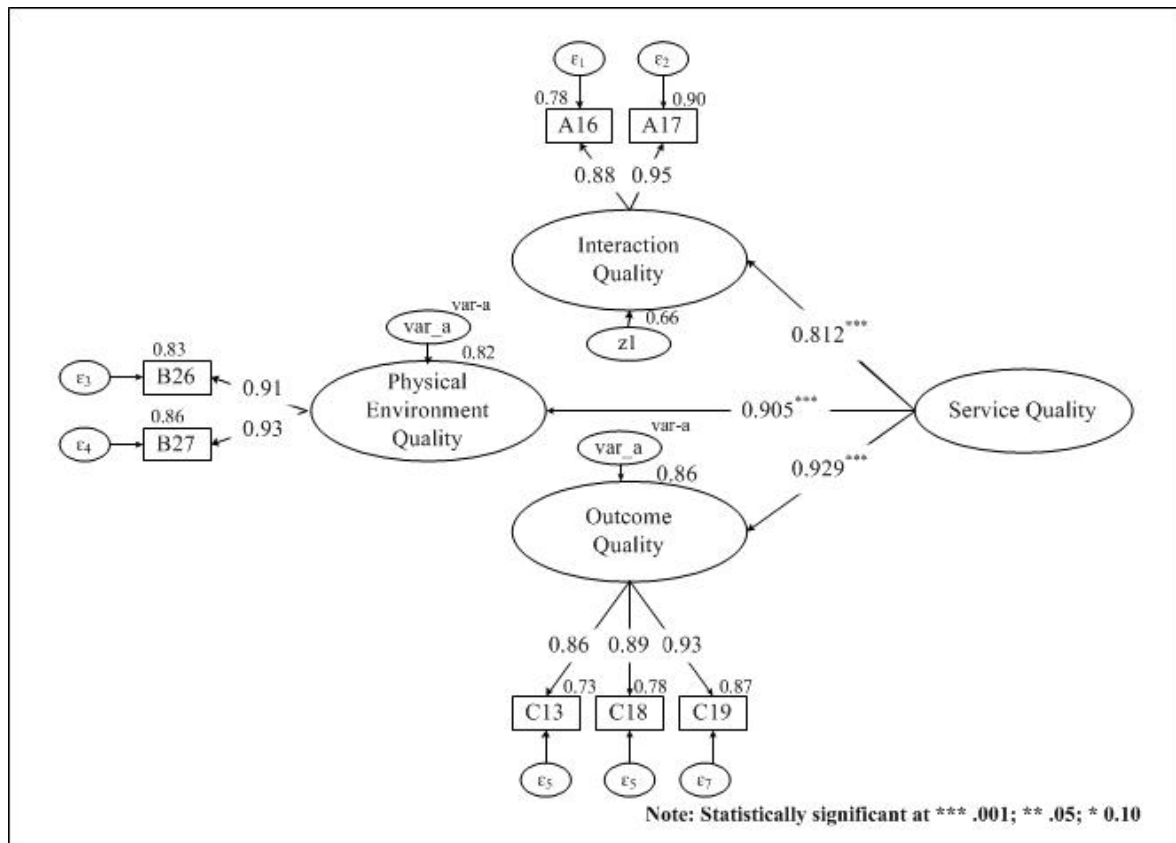 ε1
ε2
0.78
0.90
A16
A17
0.88
0.95
Interaction
Quality
0.66
z1
0.812***
var-a
var_a
0.82
0.83
ε3
B26
0.91
Physical
Environment
Quality
0.86
ε4
B27
0.93
0.905***
Service Quality
var-a
var_a
0.86
0.929***
Outcome
Quality
0.86
0.89
0.93
0.73
0.78
0.87
C13
C18
C19
ε5
ε5
ε7
Note: Statistically significant at *** .001; ** .05; * 0.10